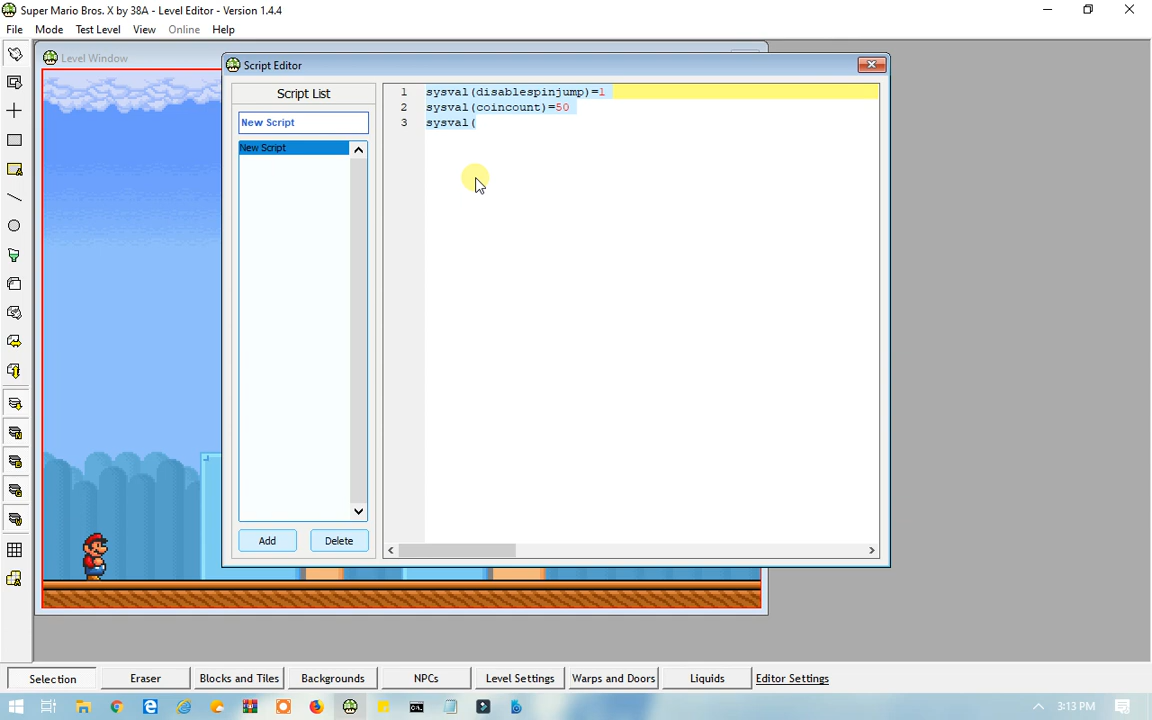 Super Mario Bros. X by 38A - Level Editor - Version 1.4.4
File Mode Test Level View Online Help
Level Window
Script Editor
Script List
New Script
New Script
Add Delete
1 sysval(disablespinjump)=1
2 sysval(coincount)=50
3 sysval(
Selection Eraser Blocks and Tiles Backgrounds NPCs Level Settings Warps and Doors Liquids Editor Settings
3:13 PM